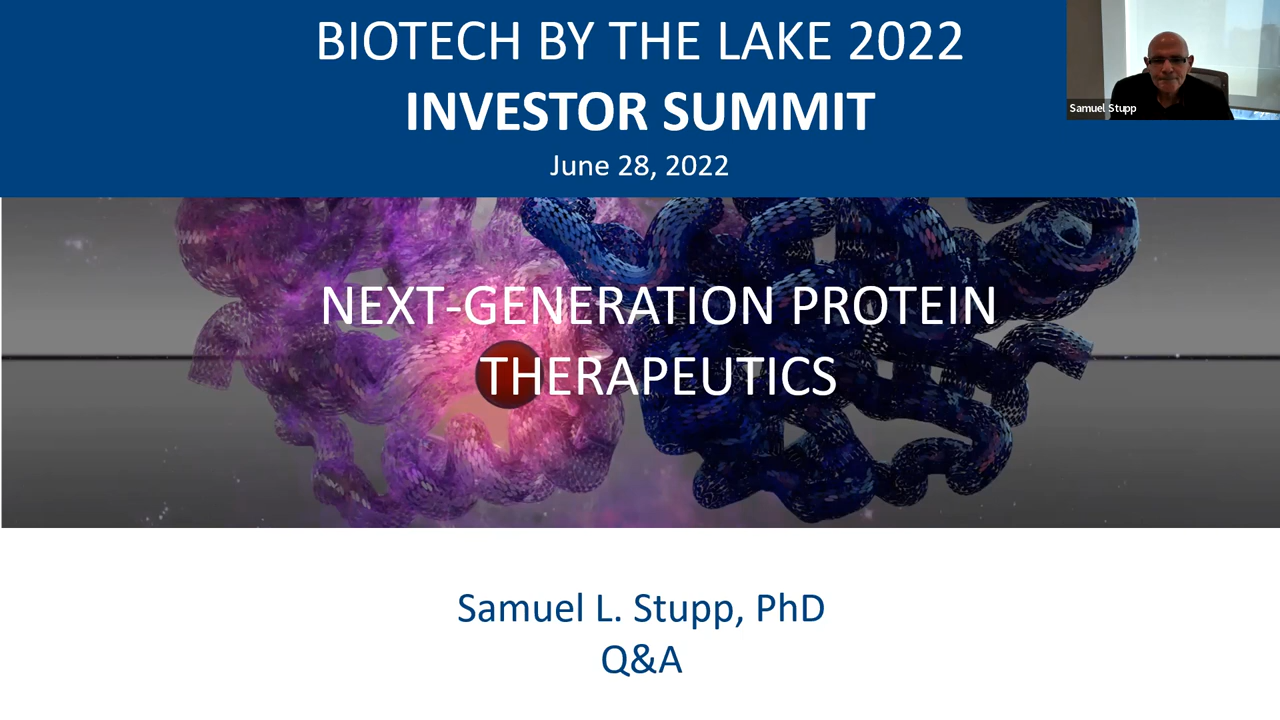 BIOTECH BY THE LAKE 2022
INVESTOR SUMMIT
June 28, 2022
Samuel Stupp
NEXT-GENERATION PROTEIN
THERAPEUTICS
Samuel L. Stupp, PhD
Q&A